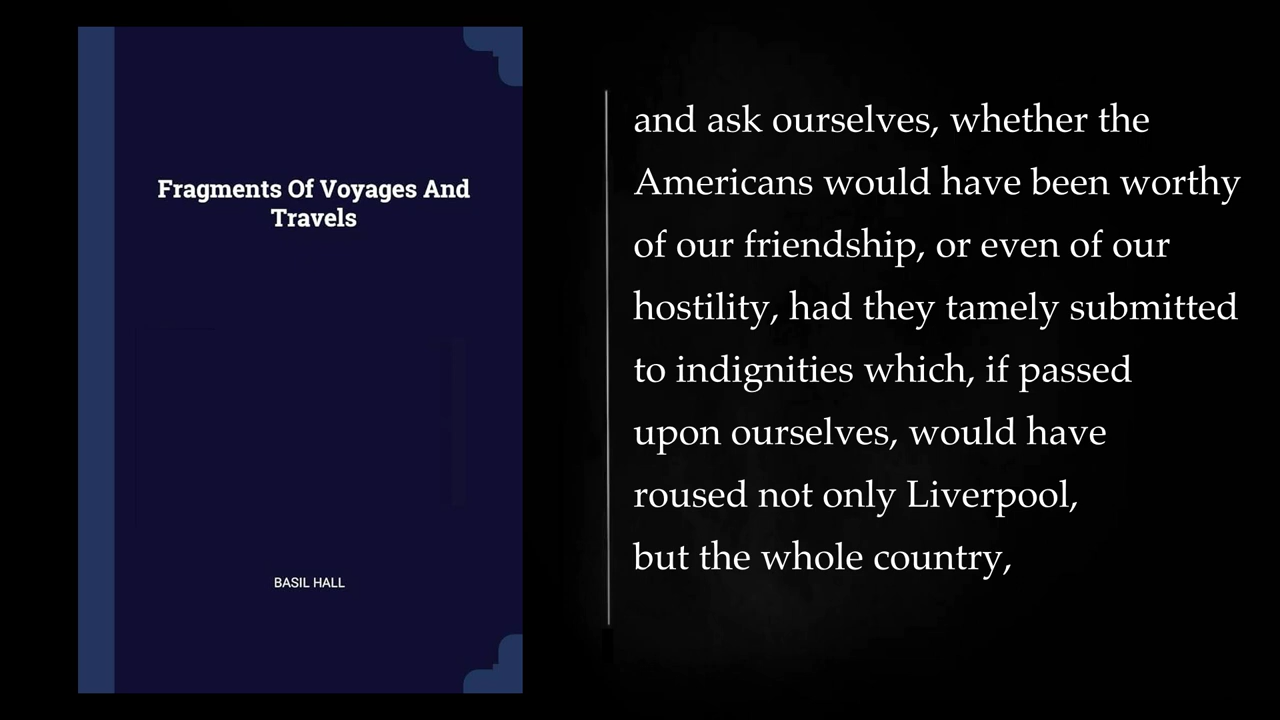 Fragments Of Voyages And
Travels
BASIL HALL
and ask ourselves, whether the
Americans would have been worthy
of our friendship, or even of our
hostility, had they tamely submitted
to indignities which, if passed
upon ourselves, would have
roused not only Liverpool,
but the whole country,